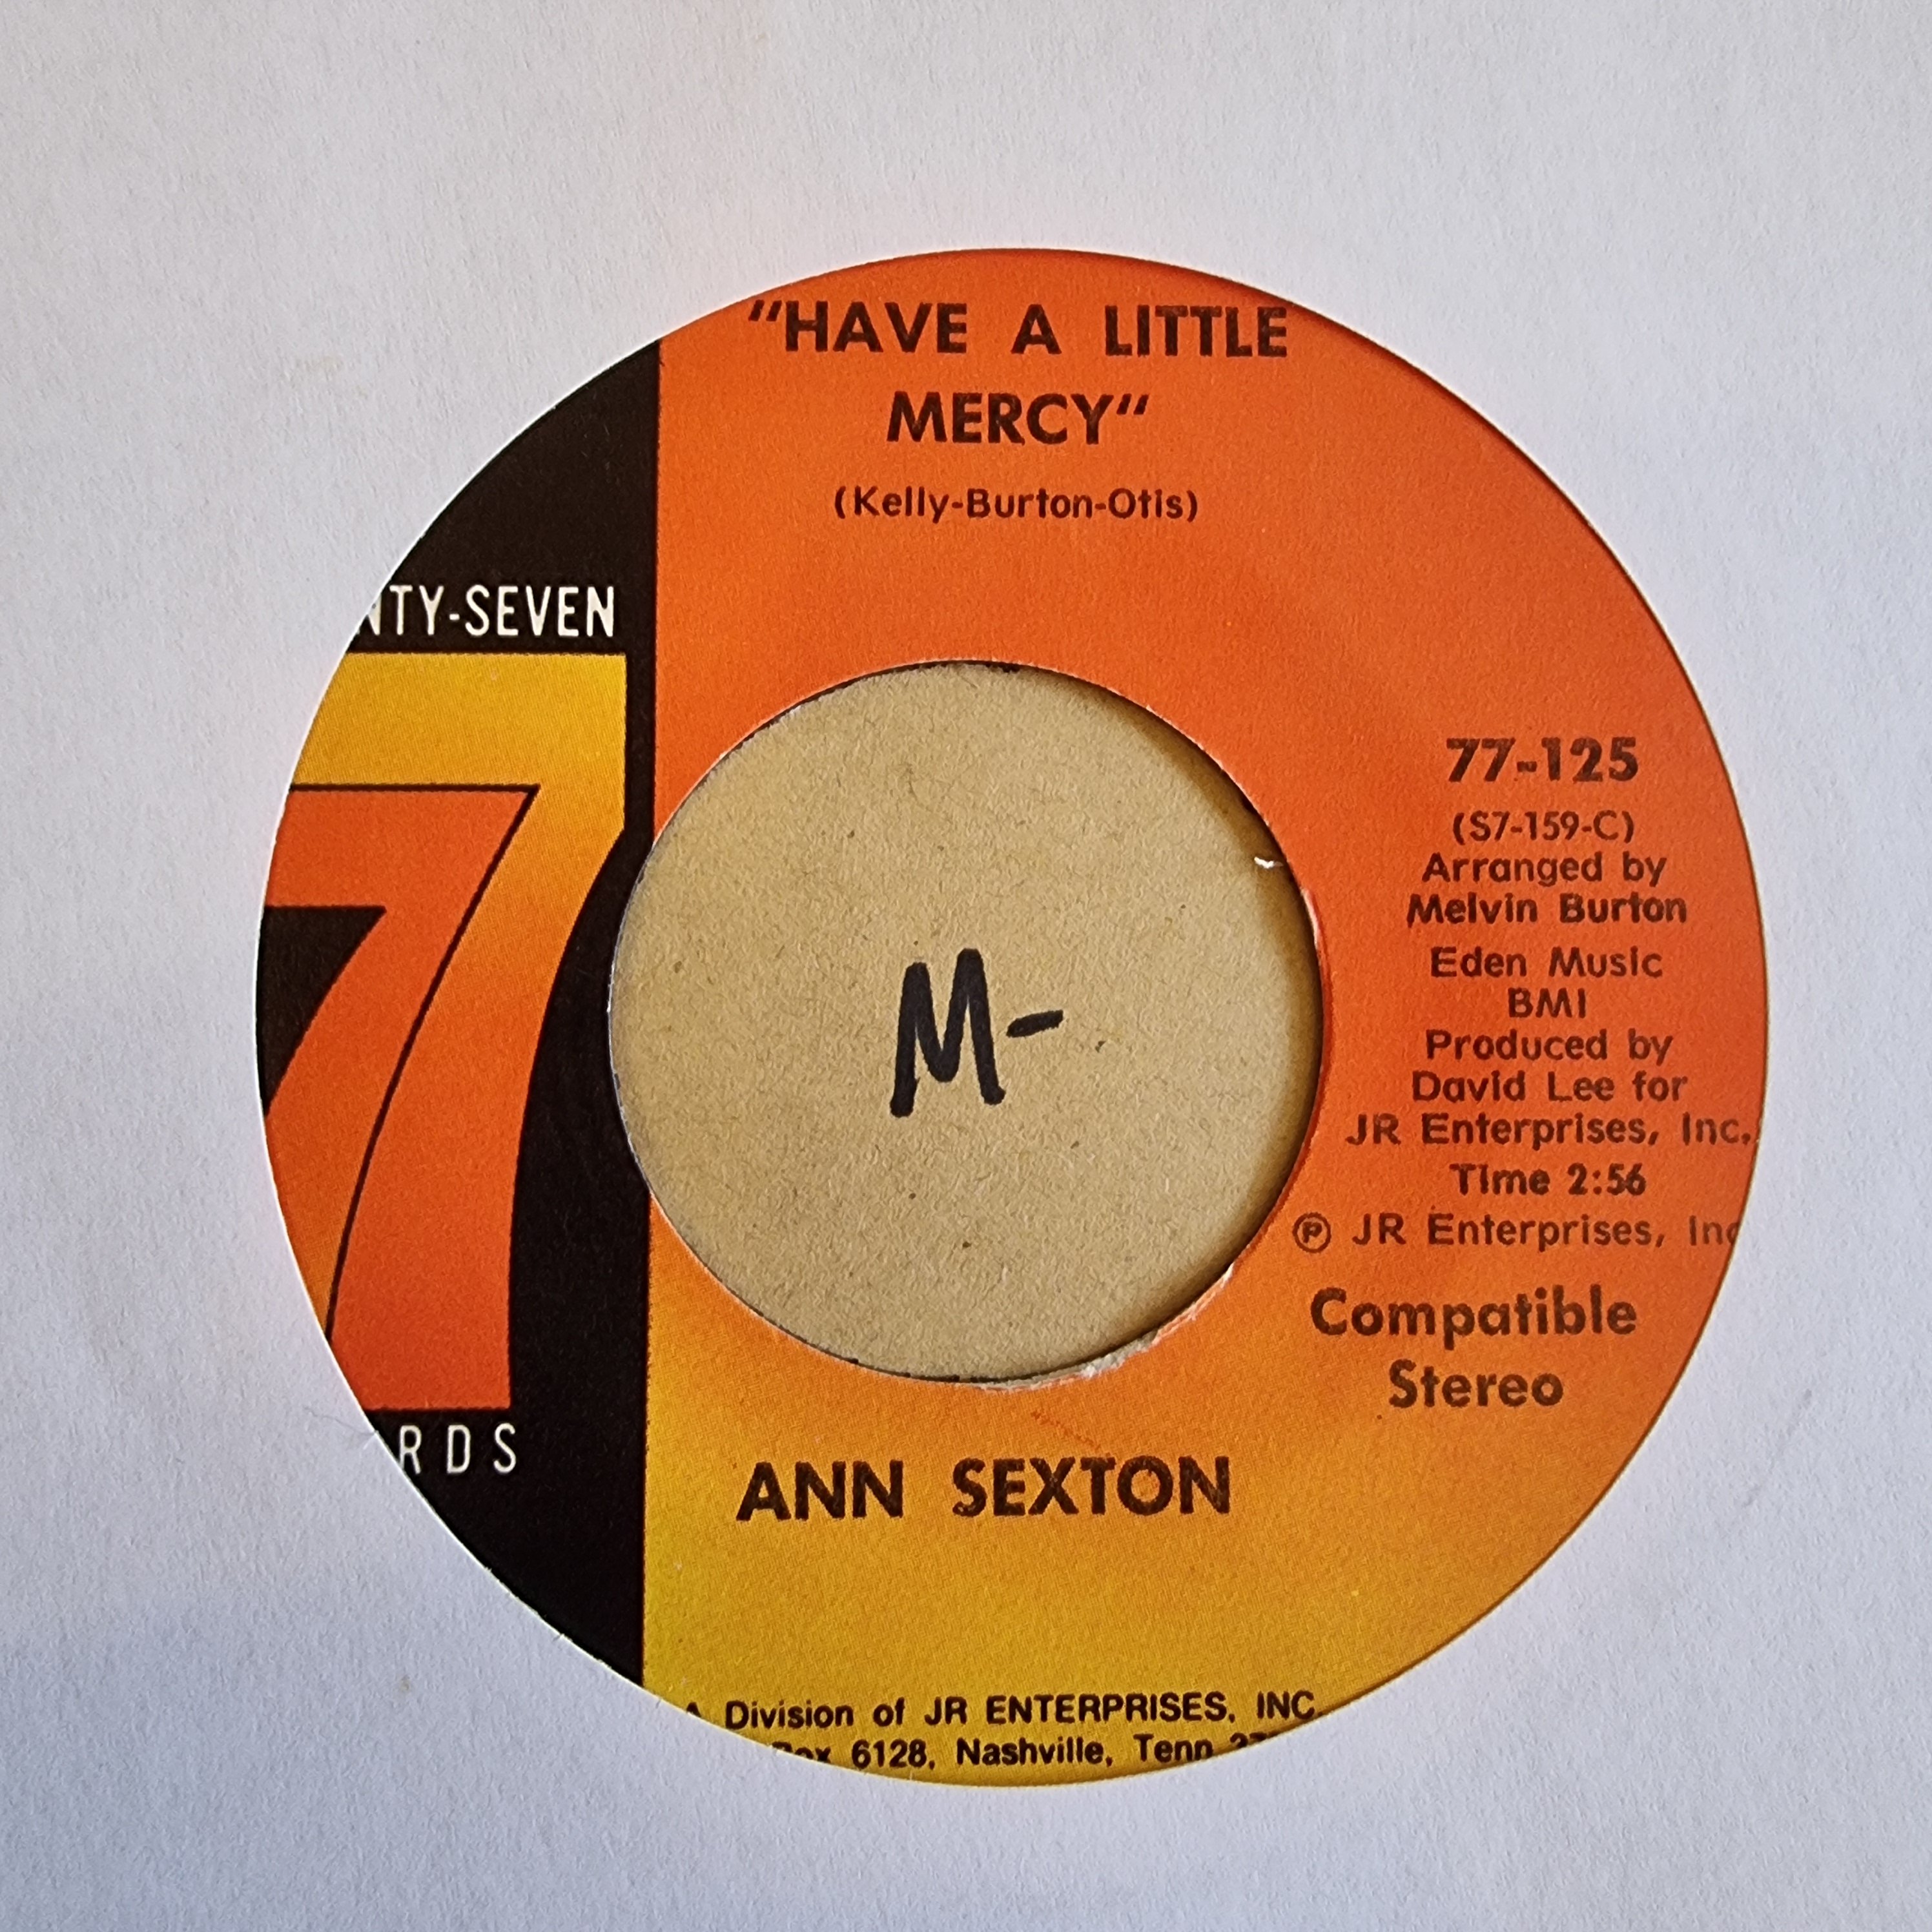 "HAVE A LITTLE
MERCY"
(Kelly-Burton-Otis)
NTY-SEVEN
77
RDS
77-125
(S7-159-C)
Arranged by
Melvin Burton
Eden Music
BMI
Produced by
David Lee for
JR Enterprises, Inc.
Time 2:56
Ⓟ JR Enterprises, Inc
Compatible
Stereo
M-
ANN SEXTON
A Division of JR ENTERPRISES, INC.
Box 6128, Nashville, Tenn